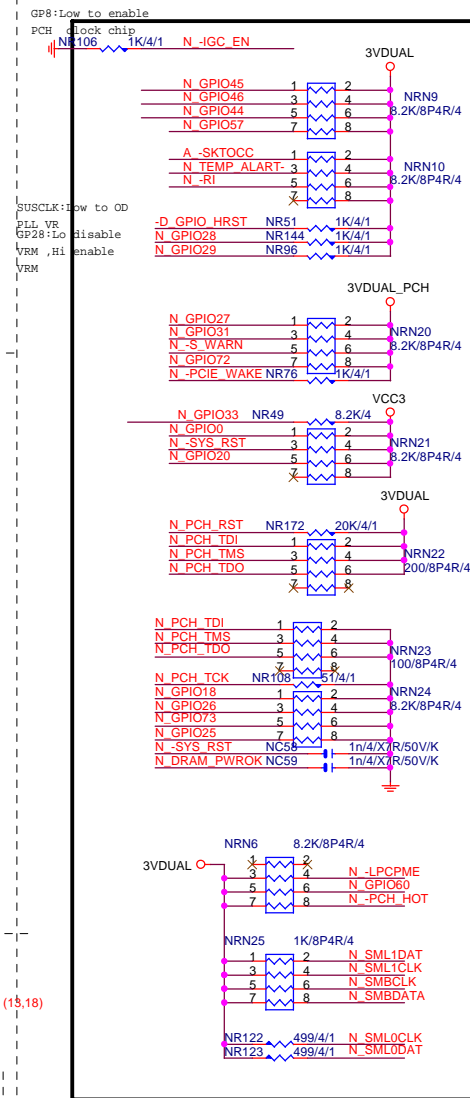 GP8:Low to enable
PCH clock chip
NR106 1K/4/1 N_-IGC_EN
3VDUAL
N_GPIO45 1 2
N_GPIO46 3 4 NRN9
N_GPIO44 5 6 8.2K/8P4R/4
N_GPIO57 7 8
A_-SKTOCC 1 2
N_TEMP_ALART- 3 4 NRN10
N_-RI 5 6 8.2K/8P4R/4
7 8
SUSCLK:Low to OD
PLL VR
GP28:Lo disable
VRM ,Hi enable
VRM
-D_GPIO_HRST NR51 1K/4/1
N_GPIO28 NR144 1K/4/1
N_GPIO29 NR96 1K/4/1
3VDUAL_PCH
N_GPIO27 1 2
N_GPIO31 3 4 NRN20
N_-S_WARN 5 6 8.2K/8P4R/4
N_GPIO72 7 8
N_-PCIE_WAKE NR76 1K/4/1
VCC3
N_GPIO33 NR49 8.2K/4
N_GPIO0 1 2
N_-SYS_RST 3 4 NRN21
N_GPIO20 5 6 8.2K/8P4R/4
7 8
3VDUAL
N_PCH_RST NR172 20K/4/1
N_PCH_TDI 1 2
N_PCH_TMS 3 4 NRN22
N_PCH_TDO 5 6 200/8P4R/4
7 8
N_PCH_TDI 1 2
N_PCH_TMS 3 4
N_PCH_TDO 5 6 NRN23
7 8 100/8P4R/4
N_PCH_TCK NR108 51/4/1
N_GPIO18 1 2 NRN24
N_GPIO26 3 4 8.2K/8P4R/4
N_GPIO73 5 6
N_GPIO25 7 8
N_-SYS_RST NC58 1n/4/X7R/50V/K
N_DRAM_PWROK NC59 1n/4/X7R/50V/K
NRN6 8.2K/8P4R/4
3VDUAL 1 2
3 4 N_-LPCPME
5 6 N_GPIO60
7 8 N_-PCH_HOT
NRN25 1K/8P4R/4
1 2 N_SML1DAT
3 4 N_SML1CLK
5 6 N_SMBCLK
7 8 N_SMBDATA
(13,18)
NR122 499/4/1 N_SML0CLK
NR123 499/4/1 N_SML0DAT